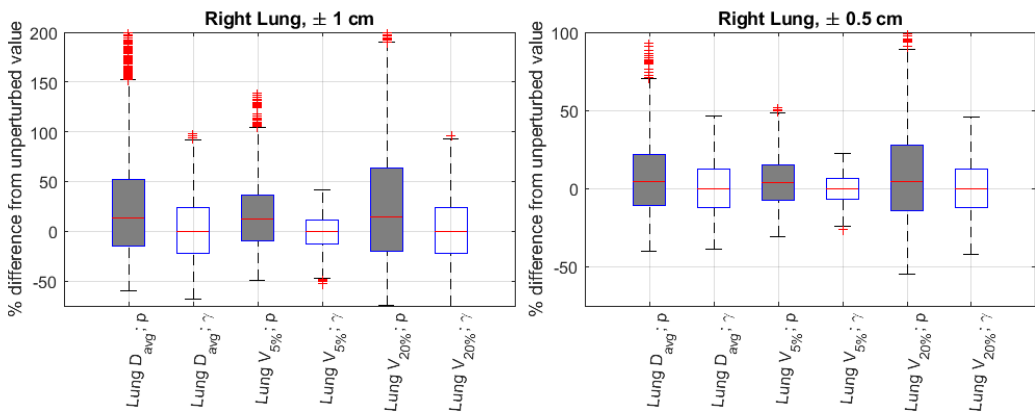 Right Lung, ± 1 cm
% difference from unperturbed value
200
150
100
50
0
-50
Lung D_avg; p
Lung D_avg; γ
Lung V_5%; p
Lung V_5%; γ
Lung V_20%; p
Lung V_20%; γ
Right Lung, ± 0.5 cm
% difference from unperturbed value
100
50
0
-50
Lung D_avg; p
Lung D_avg; γ
Lung V_5%; p
Lung V_5%; γ
Lung V_20%; p
Lung V_20%; γ